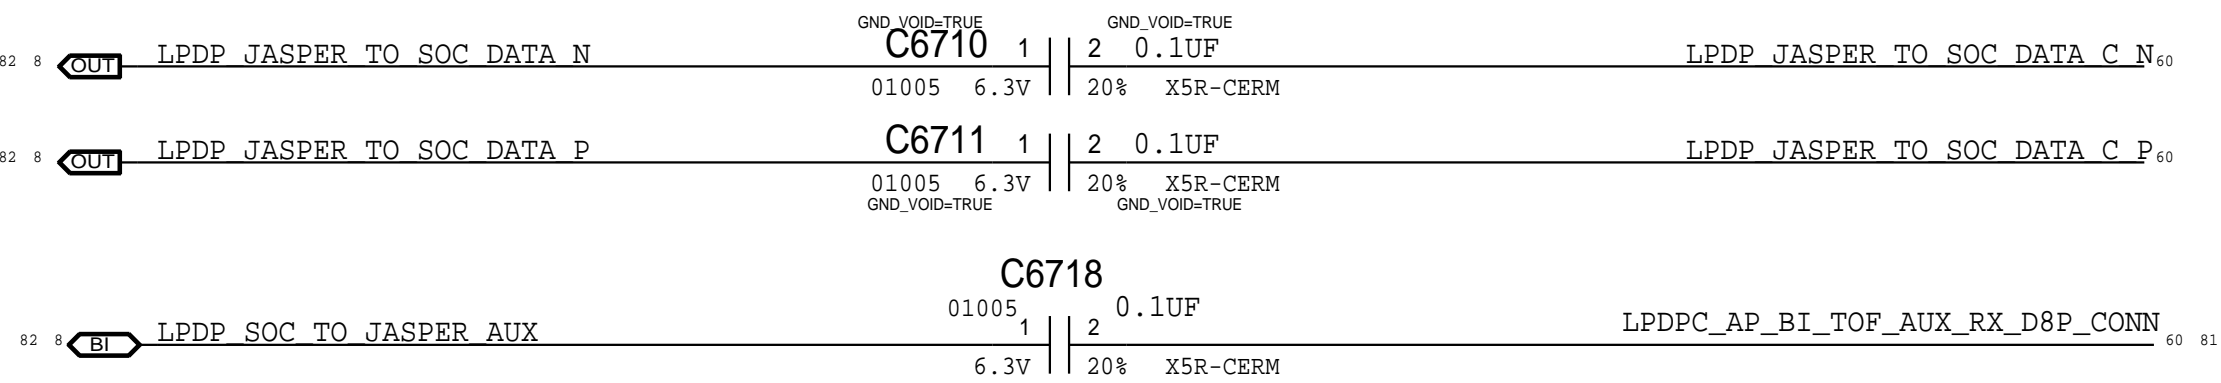 GND_VOID=TRUE GND_VOID=TRUE
82 8 OUT LPDP_JASPER_TO_SOC_DATA_N C6710 1 2 0.1UF LPDP_JASPER_TO_SOC_DATA_C_N 60
01005 6.3V 20% X5R-CERM
82 8 OUT LPDP_JASPER_TO_SOC_DATA_P C6711 1 2 0.1UF LPDP_JASPER_TO_SOC_DATA_C_P 60
01005 6.3V 20% X5R-CERM
GND_VOID=TRUE GND_VOID=TRUE
C6718
01005 0.1UF
82 8 BI LPDP_SOC_TO_JASPER_AUX 1 2 LPDPC_AP_BI_TOF_AUX_RX_D8P_CONN 60 81
6.3V 20% X5R-CERM